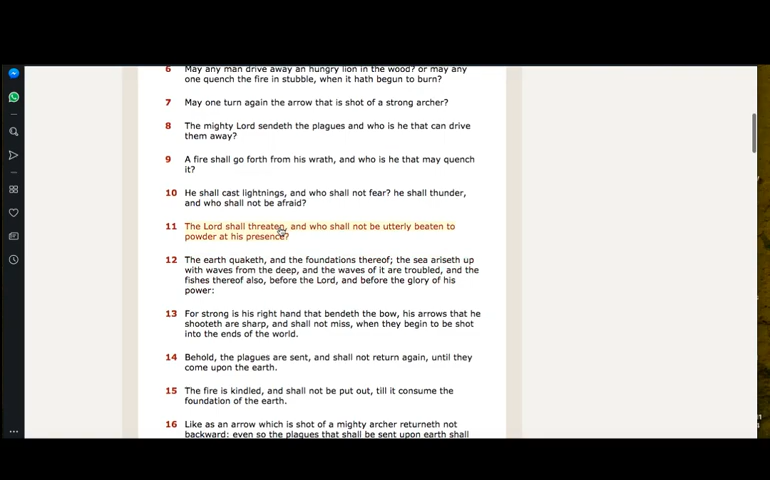 6 May any man drive away an hungry lion in the wood? or may any
one quench the fire in stubble, when it hath begun to burn?
7 May one turn again the arrow that is shot of a strong archer?
8 The mighty Lord sendeth the plagues and who is he that can drive
them away?
9 A fire shall go forth from his wrath, and who is he that may quench
it?
10 He shall cast lightnings, and who shall not fear? he shall thunder,
and who shall not be afraid?
11 The Lord shall threaten, and who shall not be utterly beaten to
powder at his presence?
12 The earth quaketh, and the foundations thereof; the sea ariseth up
with waves from the deep, and the waves of it are troubled, and the
fishes thereof also, before the Lord, and before the glory of his
power:
13 For strong is his right hand that bendeth the bow, his arrows that he
shooteth are sharp, and shall not miss, when they begin to be shot
into the ends of the world.
14 Behold, the plagues are sent, and shall not return again, until they
come upon the earth.
15 The fire is kindled, and shall not be put out, till it consume the
foundation of the earth.
16 Like as an arrow which is shot of a mighty archer returneth not
backward: even so the plagues that shall be sent upon earth shall